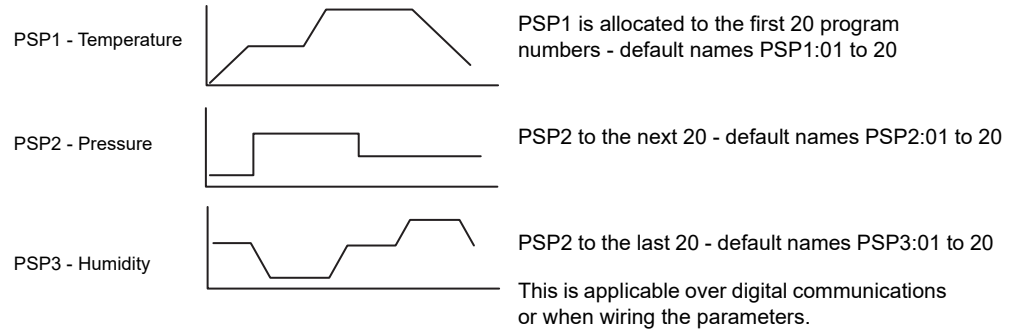 PSP1 - Temperature
PSP1 is allocated to the first 20 program
numbers - default names PSP1:01 to 20
PSP2 - Pressure
PSP2 to the next 20 - default names PSP2:01 to 20
PSP3 - Humidity
PSP2 to the last 20 - default names PSP3:01 to 20
This is applicable over digital communications
or when wiring the parameters.